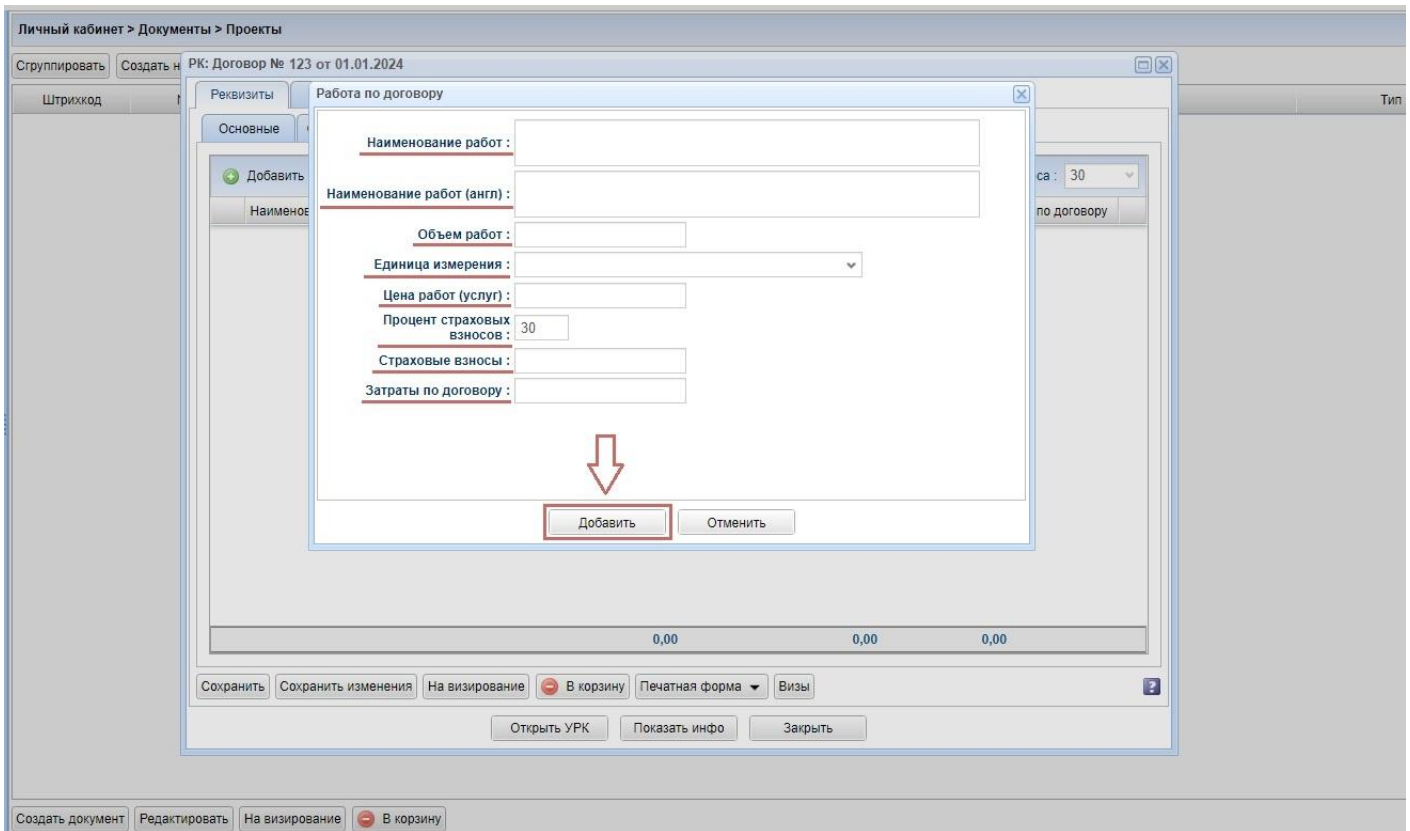 Личный кабинет > Документы > Проекты
Сгруппировать Создать н
РК: Договор № 123 от 01.01.2024
Штрихкод Тип
Реквизиты
Работа по договору
Основные
Наименование работ :
Добавить са : 30
Наименование работ (англ) :
Наименов по договору
Объем работ :
Единица измерения :
Цена работ (услуг) :
Процент страховых
взносов : 30
Страховые взносы :
Затраты по договору :
Добавить Отменить
0,00 0,00 0,00
Сохранить Сохранить изменения На визирование В корзину Печатная форма Визы ?
Открыть УРК Показать инфо Закрыть
Создать документ Редактировать На визирование В корзину